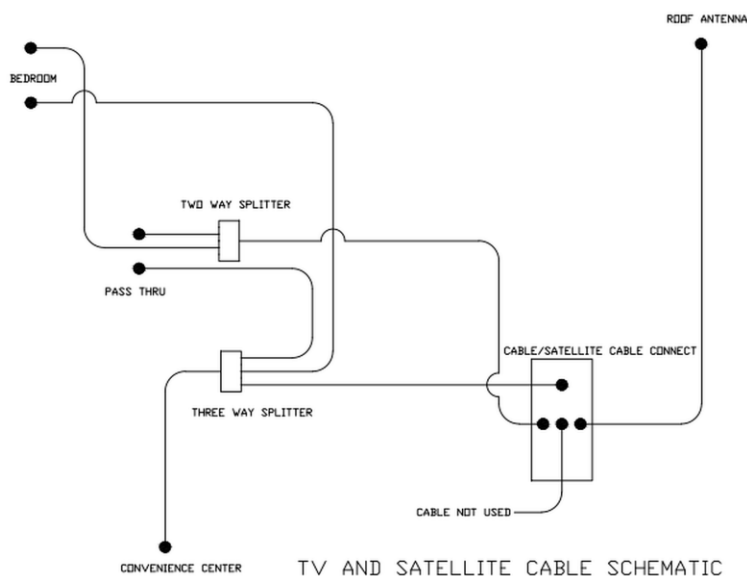 ROOF ANTENNA
BEDROOM
TWO WAY SPLITTER
PASS THRU
CABLE/SATELLITE CABLE CONNECT
THREE WAY SPLITTER
CABLE NOT USED
CONVENIENCE CENTER
TV AND SATELLITE CABLE SCHEMATIC